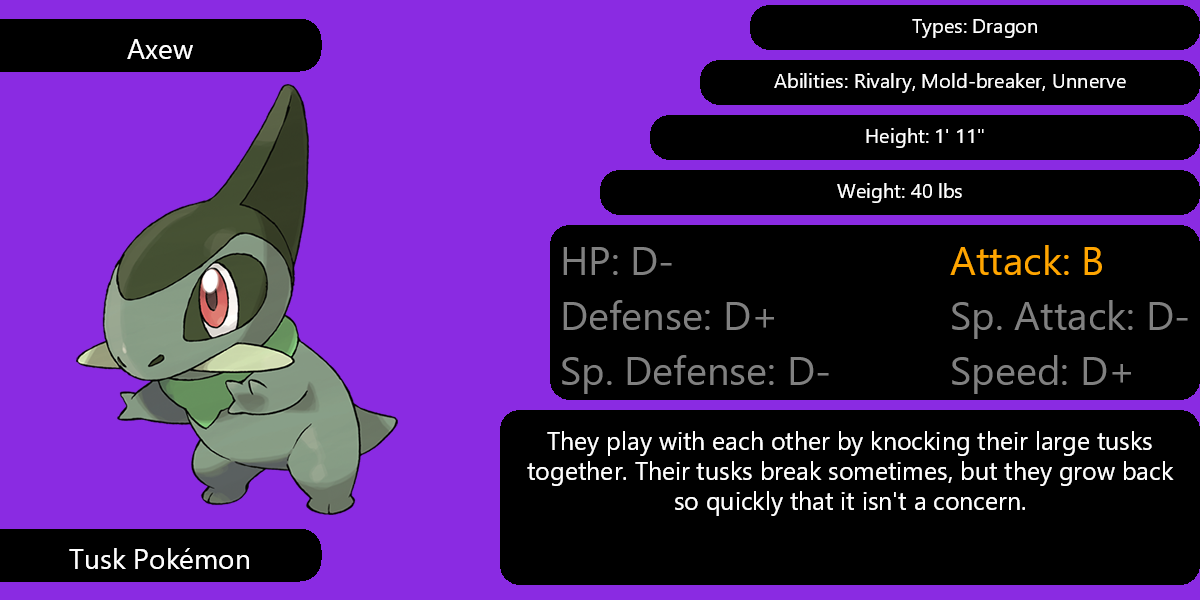 Axew
Types: Dragon
Abilities: Rivalry, Mold-breaker, Unnerve
Height: 1' 11"
Weight: 40 lbs
HP: D-
Attack: B
Defense: D+
Sp. Attack: D-
Sp. Defense: D-
Speed: D+
They play with each other by knocking their large tusks
together. Their tusks break sometimes, but they grow back
so quickly that it isn't a concern.
Tusk Pokémon